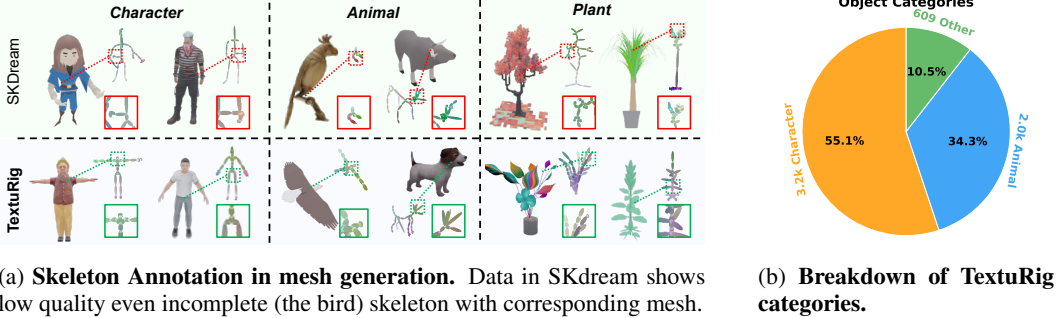 Character
Animal
Plant
SKDream
TextuRig
Object Categories
609 Other
10.5%
55.1%
34.3%
3.2k Character
2.0k Animal
(a) Skeleton Annotation in mesh generation. Data in SKdream shows
low quality even incomplete (the bird) skeleton with corresponding mesh.
(b) Breakdown of TextuRig
categories.